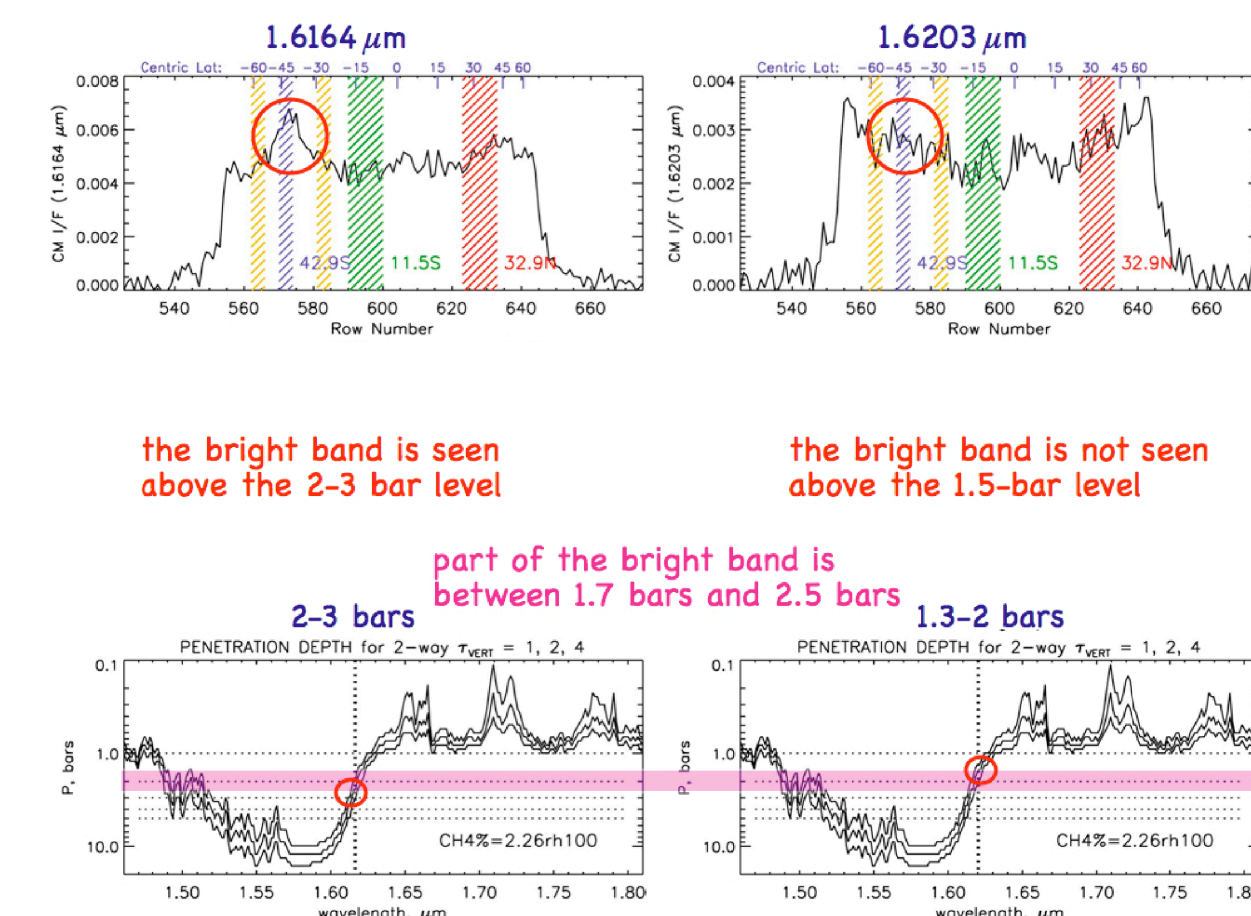 1.6164 μm
1.6203 μm
Centric Lat: -60 -45 -30 -15 0 15 30 45 60
Centric Lat: -60 -45 -30 -15 0 15 30 45 60
CM I/F (1.6164 μm)
0.008
0.006
0.004
0.002
0.000
42.9S
11.5S
32.9N
540 560 580 600 620 640 660
Row Number
CM I/F (1.6203 μm)
0.004
0.003
0.002
0.001
0.000
42.9S
11.5S
32.9N
540 560 580 600 620 640 660
Row Number
the bright band is seen
above the 2-3 bar level
the bright band is not seen
above the 1.5-bar level
part of the bright band is
between 1.7 bars and 2.5 bars
2-3 bars
1.3-2 bars
PENETRATION DEPTH for 2-way τVERT = 1, 2, 4
P, bars
0.1
1.0
10.0
CH4%=2.26rh100
1.50 1.55 1.60 1.65 1.70 1.75 1.80
wavelength, μm
PENETRATION DEPTH for 2-way τVERT = 1, 2, 4
P, bars
0.1
1.0
10.0
CH4%=2.26rh100
1.50 1.55 1.60 1.65 1.70 1.75 1.8
wavelength, μm